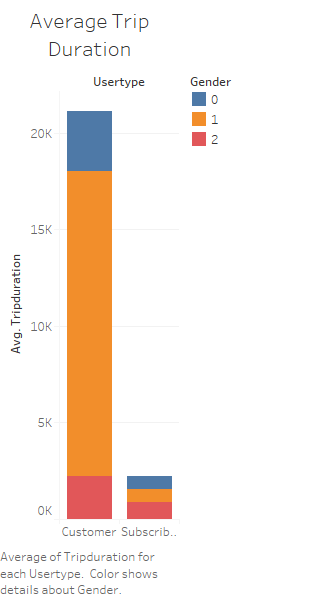 Average Trip
Duration
Usertype
Gender
0
1
2
20K
15K
10K
5K
0K
Avg. Tripduration
Customer
Subscrib..
Average of Tripduration for
each Usertype.  Color shows
details about Gender.